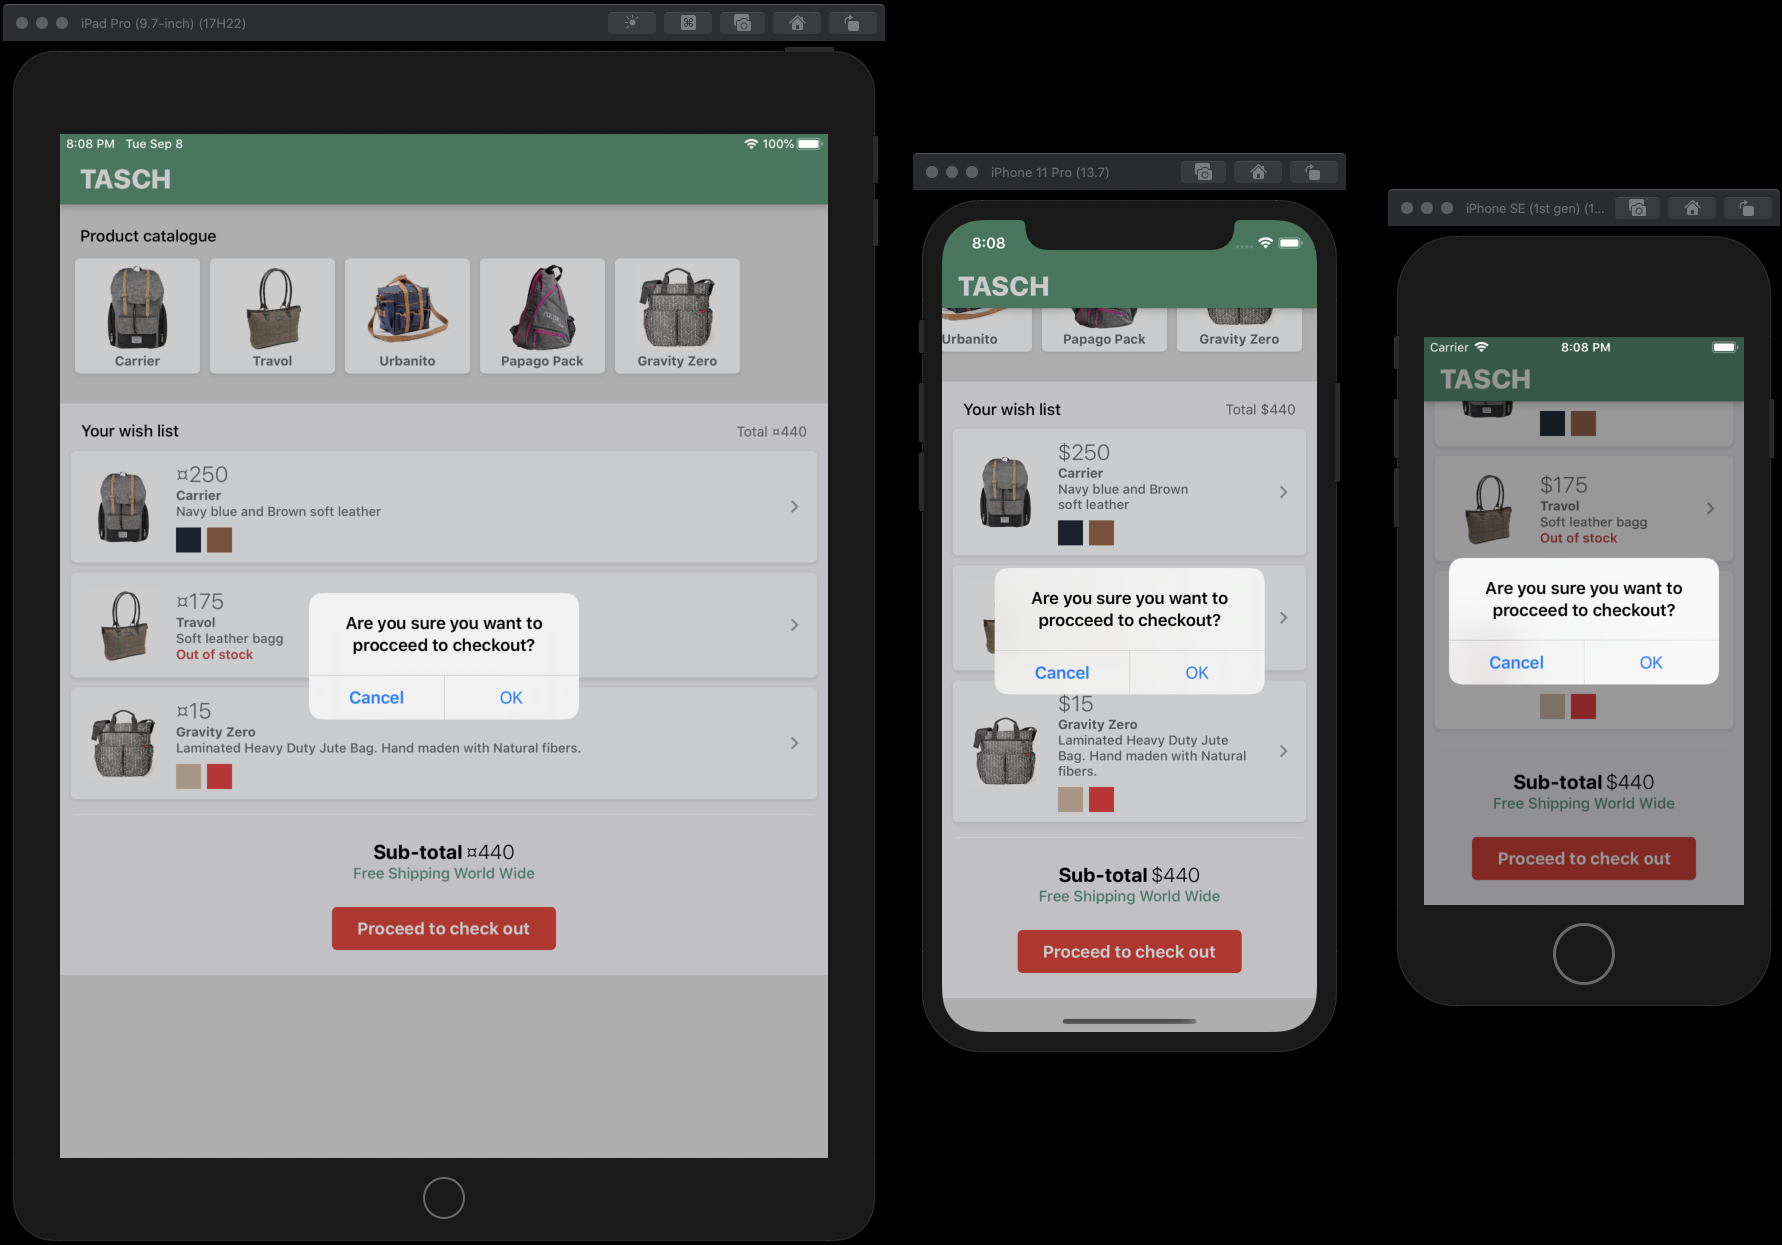 iPad Pro (9.7-inch) (17H22)
8:08 PM Tue Sep 8
100%
TASCH
Product catalogue
Carrier
Travol
Urbanito
Papago Pack
Gravity Zero
Your wish list
Total ¤440
¤250
Carrier
Navy blue and Brown soft leather
¤175
Travol
Soft leather bagg
Out of stock
Are you sure you want to
procceed to checkout?
Cancel
OK
¤15
Gravity Zero
Laminated Heavy Duty Jute Bag. Hand maden with Natural fibers.
Sub-total ¤440
Free Shipping World Wide
Proceed to check out
iPhone 11 Pro (13.7)
8:08
TASCH
Urbanito
Papago Pack
Gravity Zero
Your wish list
Total $440
$250
Carrier
Navy blue and Brown
soft leather
Are you sure you want to
procceed to checkout?
Cancel
OK
$15
Gravity Zero
Laminated Heavy Duty Jute
Bag. Hand maden with Natural
fibers.
Sub-total $440
Free Shipping World Wide
Proceed to check out
iPhone SE (1st gen) (1...
Carrier
8:08 PM
TASCH
$175
Travol
Soft leather bagg
Out of stock
Are you sure you want to
procceed to checkout?
Cancel
OK
Sub-total $440
Free Shipping World Wide
Proceed to check out